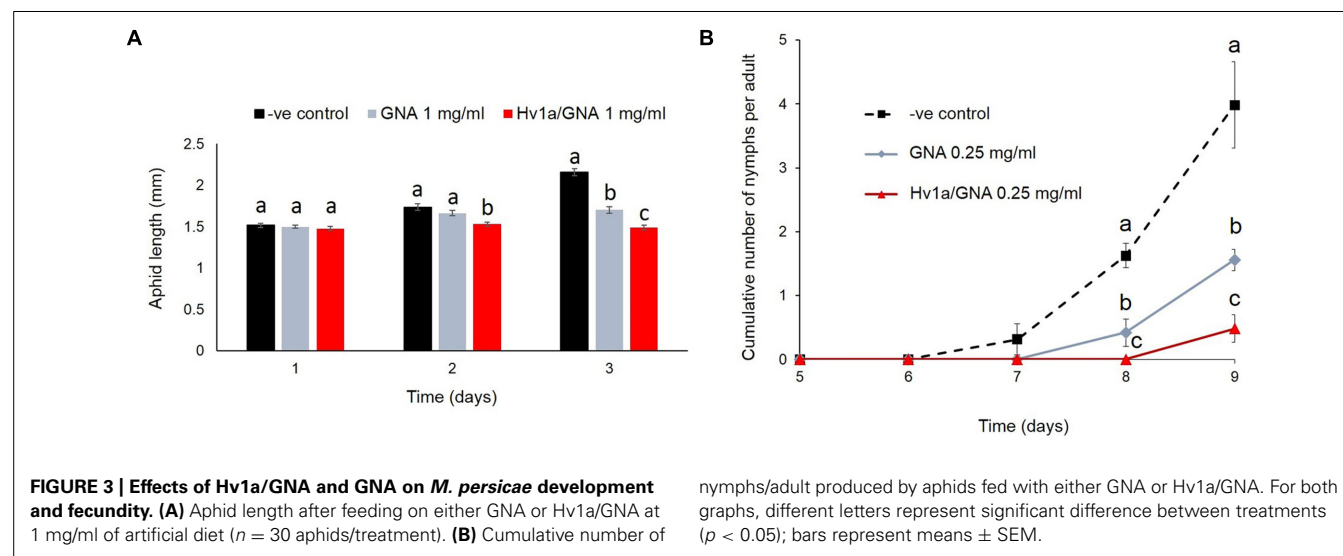 A
-ve control GNA 1 mg/ml Hv1a/GNA 1 mg/ml
Aphid length (mm)
2.5
2
1.5
1
0.5
0
a a a
a a b
a b c
1 2 3
Time (days)
B
Cumulative number of nymphs per adult
5
4
3
2
1
0
-ve control
GNA 0.25 mg/ml
Hv1a/GNA 0.25 mg/ml
a
a
b
b
c
c
5 6 7 8 9
Time (days)
FIGURE 3 | Effects of Hv1a/GNA and GNA on M. persicae development
and fecundity. (A) Aphid length after feeding on either GNA or Hv1a/GNA at
1 mg/ml of artificial diet (n = 30 aphids/treatment). (B) Cumulative number of
nymphs/adult produced by aphids fed with either GNA or Hv1a/GNA. For both
graphs, different letters represent significant difference between treatments
(p < 0.05); bars represent means ± SEM.